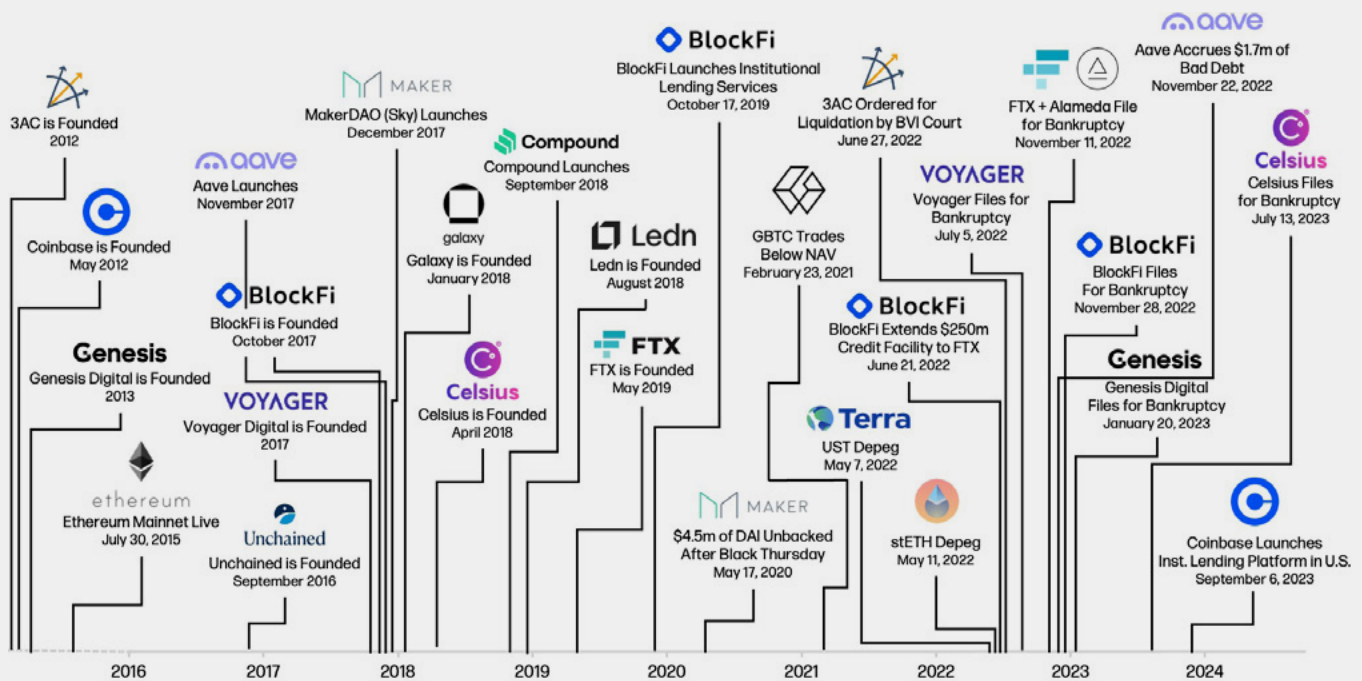 3AC is Founded
2012
Coinbase is Founded
May 2012
Genesis
Genesis Digital is Founded
2013
ethereum
Ethereum Mainnet Live
July 30, 2015
aave
Aave Launches
November 2017
BlockFi
BlockFi is Founded
October 2017
VOYAGER
Voyager Digital is Founded
2017
Unchained
Unchained is Founded
September 2016
MAKER
MakerDAO (Sky) Launches
December 2017
galaxy
Galaxy is Founded
January 2018
Celsius
Celsius is Founded
April 2018
Compound
Compound Launches
September 2018
Ledn
Ledn is Founded
August 2018
FTX
FTX is Founded
May 2019
BlockFi
BlockFi Launches Institutional
Lending Services
October 17, 2019
MAKER
$4.5m of DAI Unbacked
After Black Thursday
May 17, 2020
GBTC Trades
Below NAV
February 23, 2021
3AC Ordered for
Liquidation by BVI Court
June 27, 2022
BlockFi
BlockFi Extends $250m
Credit Facility to FTX
June 21, 2022
Terra
UST Depeg
May 7, 2022
stETH Depeg
May 11, 2022
VOYAGER
Voyager Files for
Bankruptcy
July 5, 2022
FTX + Alameda File
for Bankruptcy
November 11, 2022
aave
Aave Accrues $1.7m of
Bad Debt
November 22, 2022
BlockFi
BlockFi Files
For Bankruptcy
November 28, 2022
Genesis
Genesis Digital
Files for Bankruptcy
January 20, 2023
Celsius
Celsius Files
for Bankruptcy
July 13, 2023
Coinbase Launches
Inst. Lending Platform in U.S.
September 6, 2023
2016
2017
2018
2019
2020
2021
2022
2023
2024